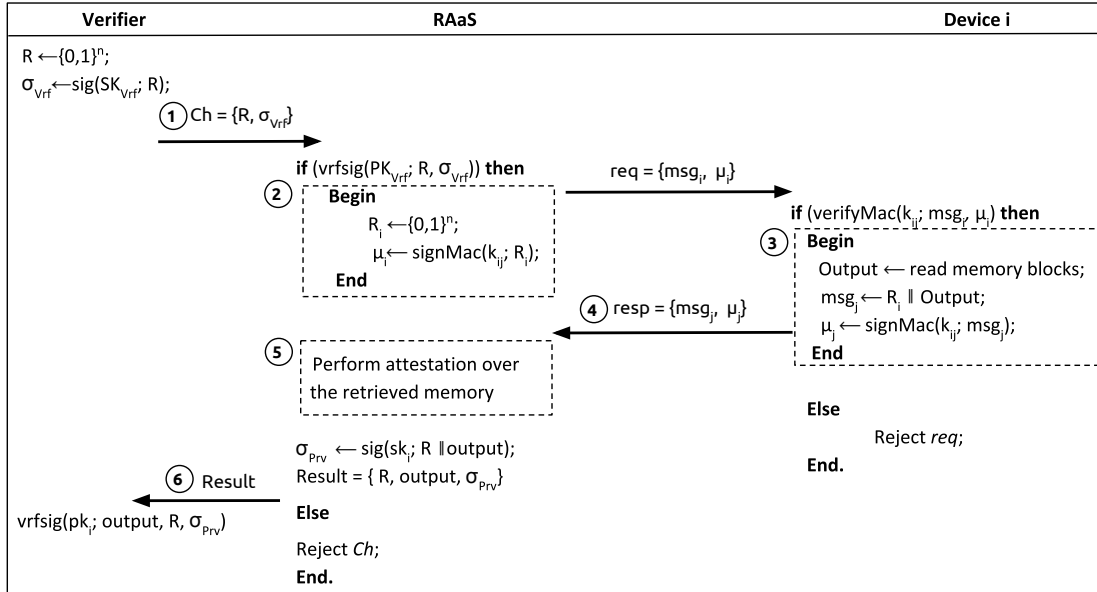 Verifier RAaS Device i
R ←{0,1}ⁿ;
σVrf←sig(SKVrf; R);
1 Ch = {R, σVrf}
if (vrfsig(PKVrf; R, σVrf)) then
req = {msgi, μi}
2 Begin
Ri ←{0,1}ⁿ;
μi← signMac(kij; Ri);
End
if (verifyMac(kij; msgi, μi) then
3 Begin
Output ← read memory blocks;
msgj ← Ri ‖ Output;
μj ← signMac(kij; msgj);
End
4 resp = {msgj, μj}
5 Perform attestation over
the retrieved memory
Else
Reject req;
End.
σPrv ← sig(ski; R ‖output);
Result = { R, output, σPrv}
6 Result
vrfsig(pki; output, R, σPrv)
Else
Reject Ch;
End.